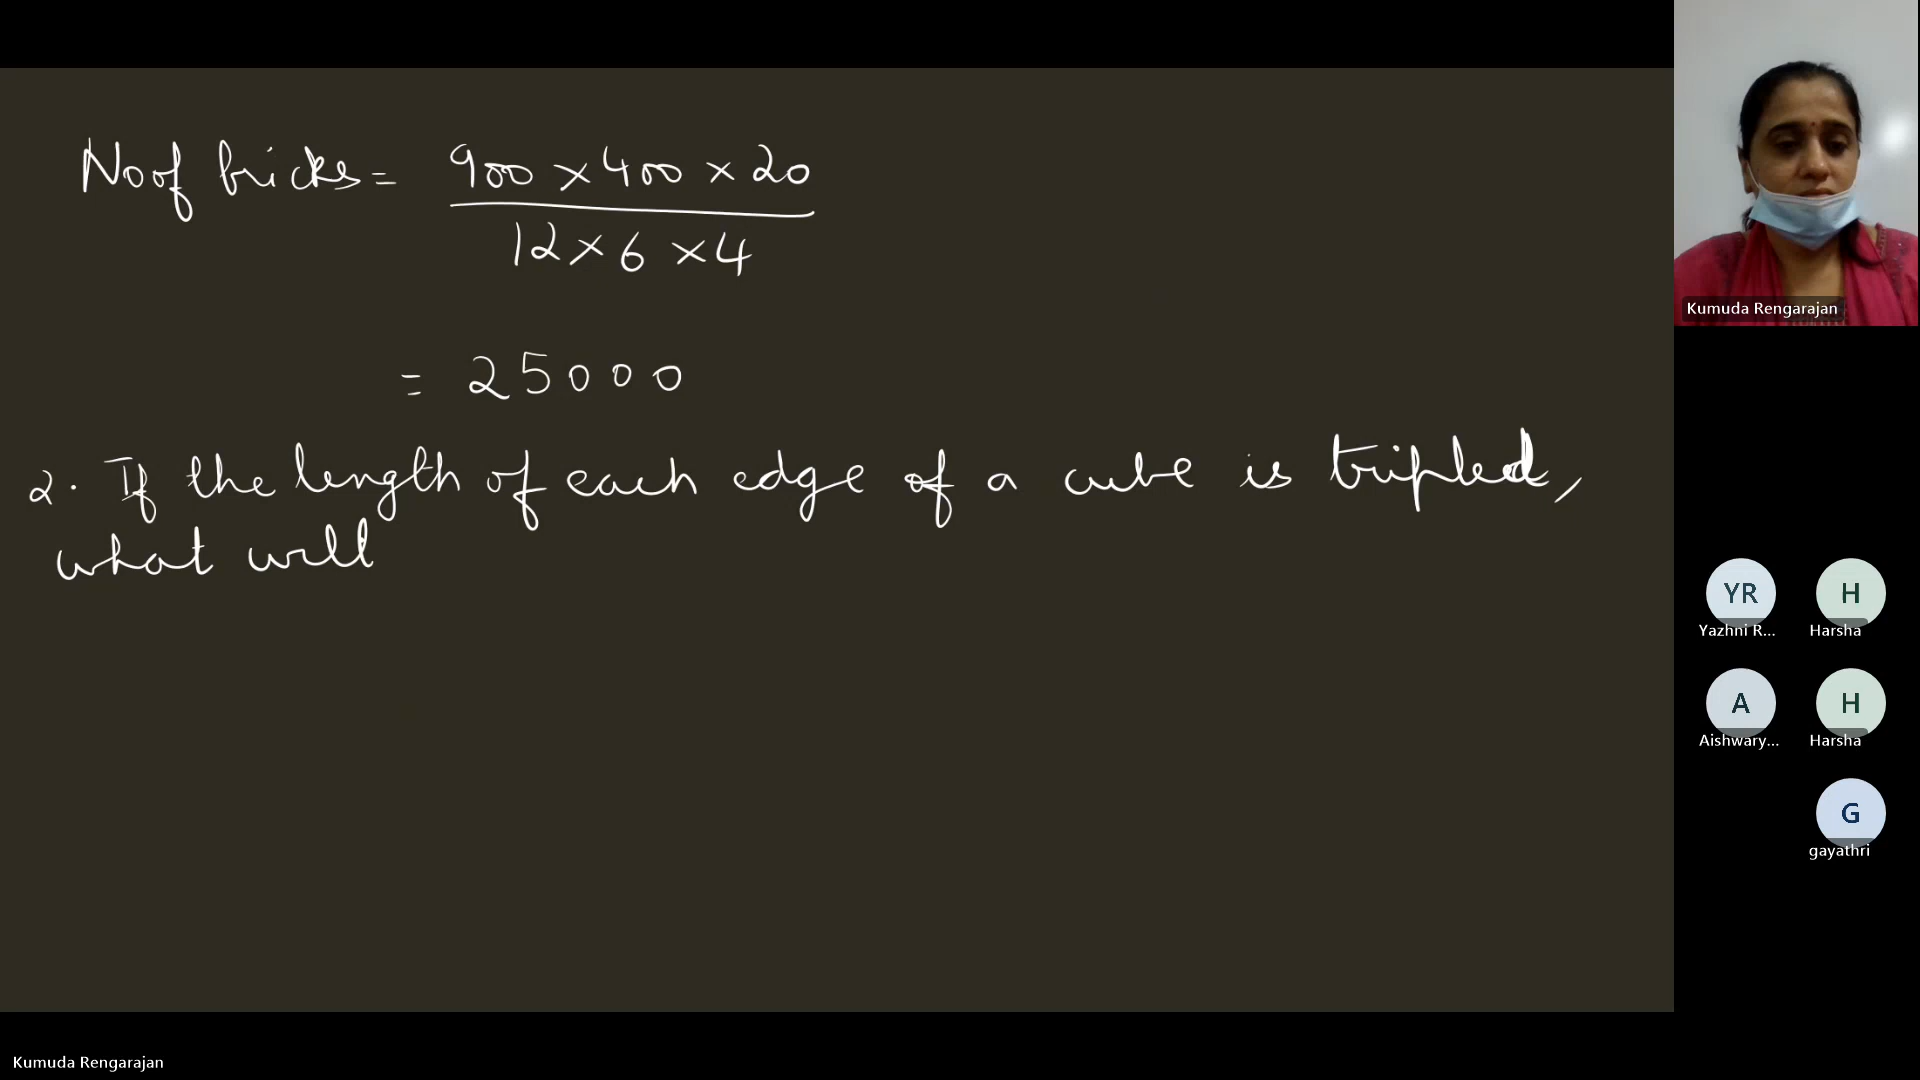 No of bricks = 900 × 400 × 20
12 × 6 × 4
= 25000
2. If the length of each edge of a cube is tripled,
what will
Kumuda Rengarajan
YR
H
Yazhni R...
Harsha
A
H
Aishwary...
Harsha
G
gayathri
Kumuda Rengarajan